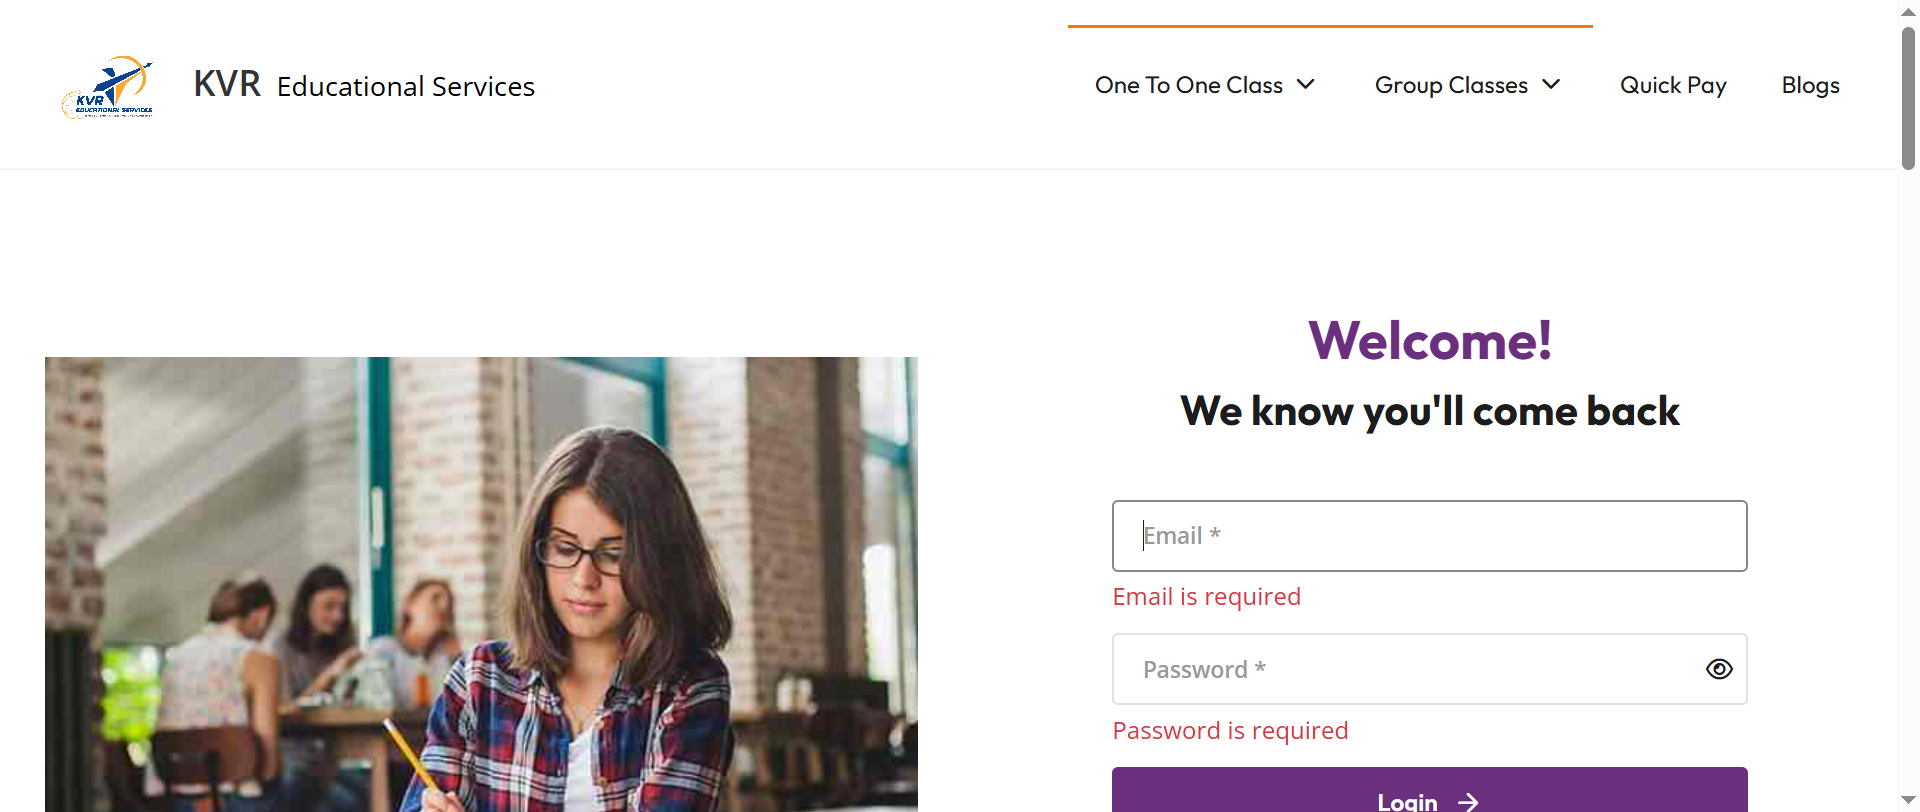 KVR
EDUCATIONAL SERVICES
KVR Educational Services
One To One Class
Group Classes
Quick Pay
Blogs
Welcome!
We know you'll come back
Email *
Email is required
Password *
Password is required
Login